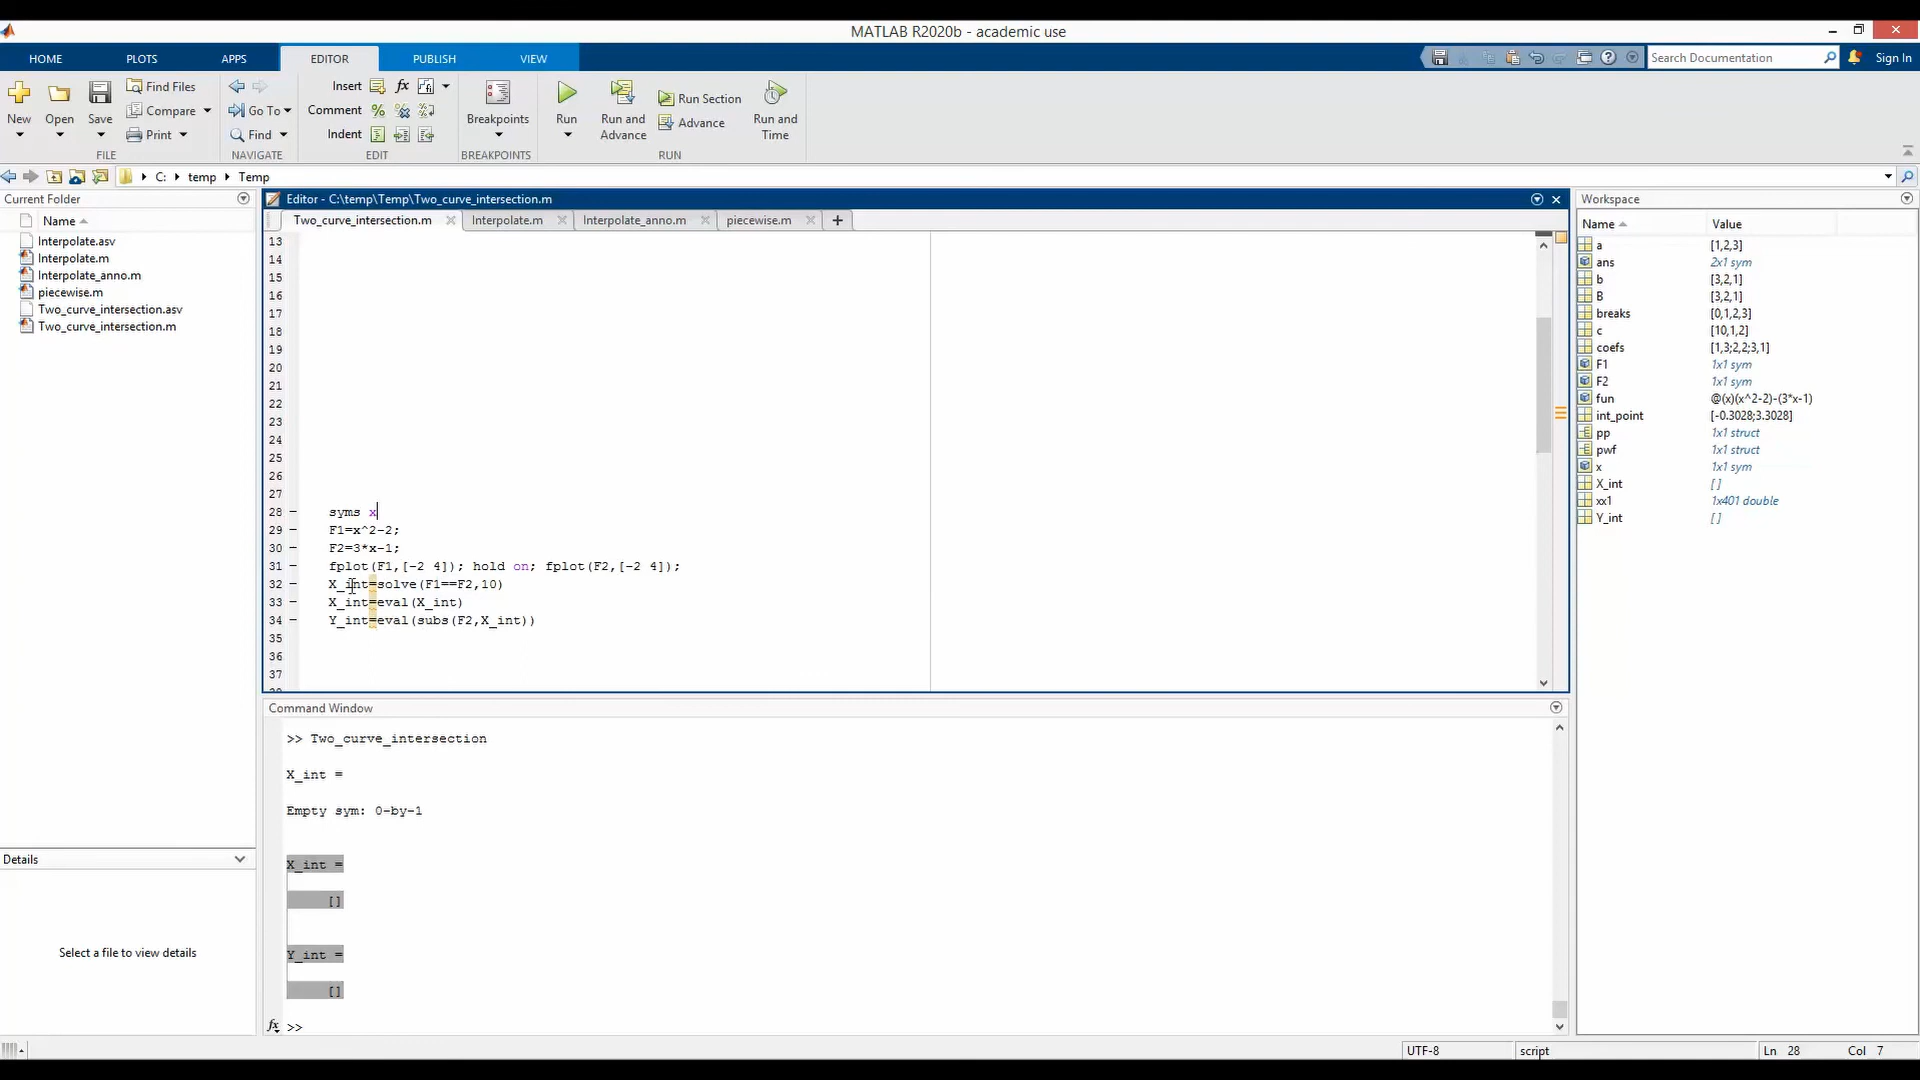 MATLAB R2020b - academic use
HOME PLOTS APPS EDITOR PUBLISH VIEW
Search Documentation
Sign In
New Open Save
Find Files
Compare
Print
FILE
Go To
Find
NAVIGATE
Insert
Comment
Indent
EDIT
Breakpoints
BREAKPOINTS
Run
Run and Advance
Run Section
Advance
Run and Time
RUN
C: temp Temp
Current Folder
Name
Interpolate.asv
Interpolate.m
Interpolate_anno.m
piecewise.m
Two_curve_intersection.asv
Two_curve_intersection.m
Details
Select a file to view details
Editor - C:\temp\Temp\Two_curve_intersection.m
Two_curve_intersection.m Interpolate.m Interpolate_anno.m piecewise.m
13
14
15
16
17
18
19
20
21
22
23
24
25
26
27
28 syms x
29 F1=x^2-2;
30 F2=3*x-1;
31 fplot(F1,[-2 4]); hold on; fplot(F2,[-2 4]);
32 X_int=solve(F1==F2,10)
33 X_int=eval(X_int)
34 Y_int=eval(subs(F2,X_int))
35
36
37
Command Window
>> Two_curve_intersection
X_int =
Empty sym: 0-by-1
X_int =
[]
Y_int =
[]
fx >>
Workspace
Name Value
a [1,2,3]
ans 2x1 sym
b [3,2,1]
B [3,2,1]
breaks [0,1,2,3]
c [10,1,2]
coefs [1,3;2,2;3,1]
F1 1x1 sym
F2 1x1 sym
fun @(x)(x^2-2)-(3*x-1)
int_point [-0.3028;3.3028]
pp 1x1 struct
pwf 1x1 struct
x 1x1 sym
X_int []
xx1 1x401 double
Y_int []
UTF-8 script Ln 28 Col 7